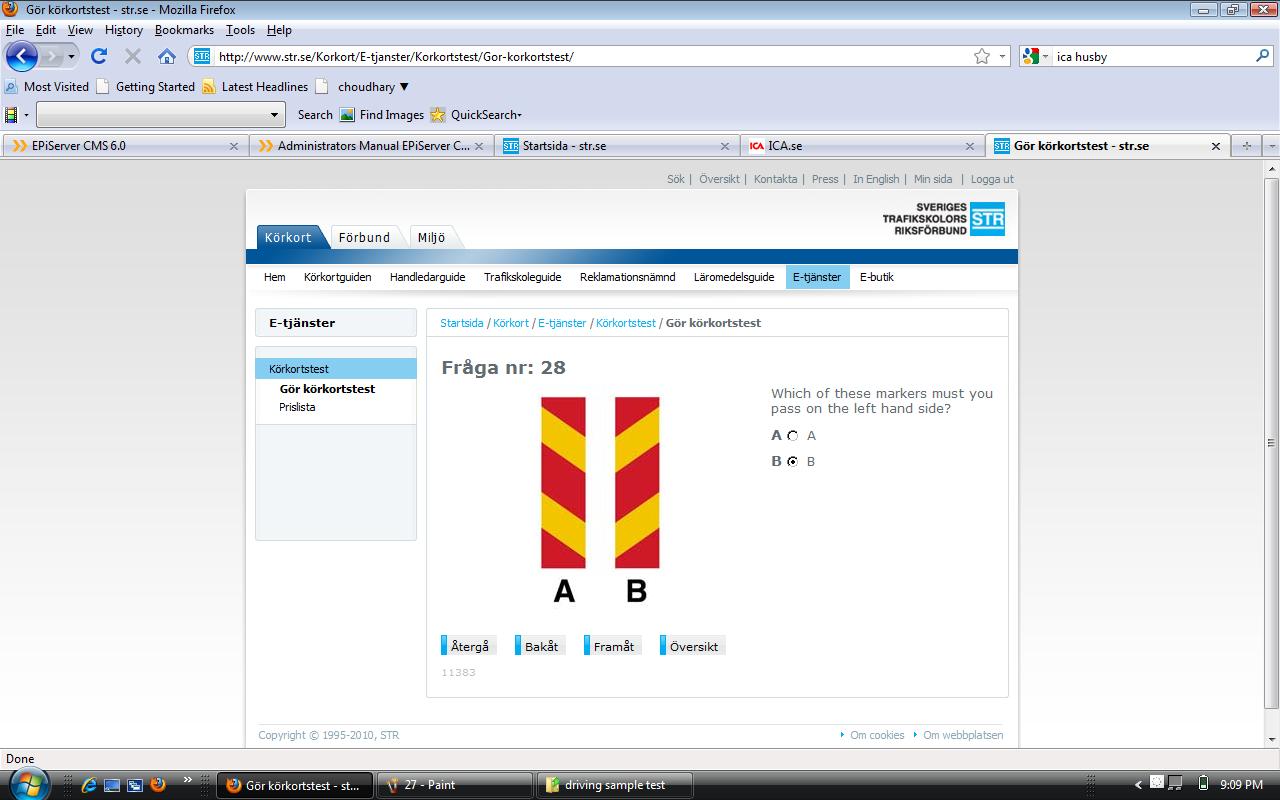 Gör körkortstest - str.se - Mozilla Firefox
File Edit View History Bookmarks Tools Help
http://www.str.se/Korkort/E-tjanster/Korkortstest/Gor-korkortstest/
ica husby
Most Visited Getting Started Latest Headlines choudhary
Search Find Images QuickSearch
EPiServer CMS 6.0
Administrators Manual EPiServer C...
Startsida - str.se
ICA ICA.se
Gör körkortstest - str.se
Sök | Översikt | Kontakta | Press | In English | Min sida | Logga ut
SVERIGES
TRAFIKSKOLORS
RIKSFÖRBUND
STR
Körkort Förbund Miljö
Hem Körkortguiden Handledarguide Trafikskoleguide Reklamationsnämnd Läromedelsguide E-tjänster E-butik
E-tjänster
Körkortstest
Gör körkortstest
Prislista
Startsida / Körkort / E-tjänster / Körkortstest / Gör körkortstest
Fråga nr: 28
Which of these markers must you
pass on the left hand side?
A A
B B
A B
Återgå Bakåt Framåt Översikt
11383
Copyright © 1995-2010, STR
Om cookies Om webbplatsen
Done
Gör körkortstest - st...
27 - Paint
driving sample test
9:09 PM